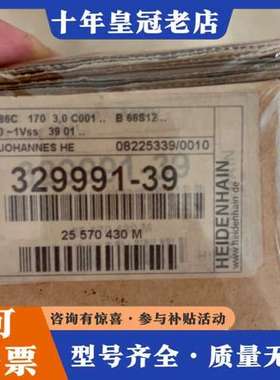 十年皇冠老店
86C 170 3,0 C001 .. B 66S12...
0 ~1Vss 39 01 ..
JOHANNES HE 08225339/0010
329991-39
25 570 430 M
HEIDENHAIN
www.heidenhain.de
咨询有惊喜·参与补贴活动
票
型号齐全·质量无忧